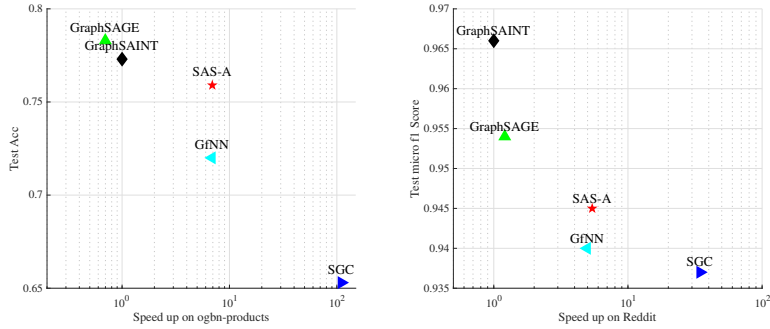 0.8
GraphSAGE
GraphSAINT
SAS-A
0.75
Test Acc
GfNN
0.7
SGC
0.65
10^0
10^1
10^2
Speed up on ogbn-products
0.97
GraphSAINT
0.965
0.96
Test micro f1 Score
GraphSAGE
0.955
0.95
SAS-A
0.945
GfNN
0.94
SGC
0.935
10^0
10^1
10^2
Speed up on Reddit